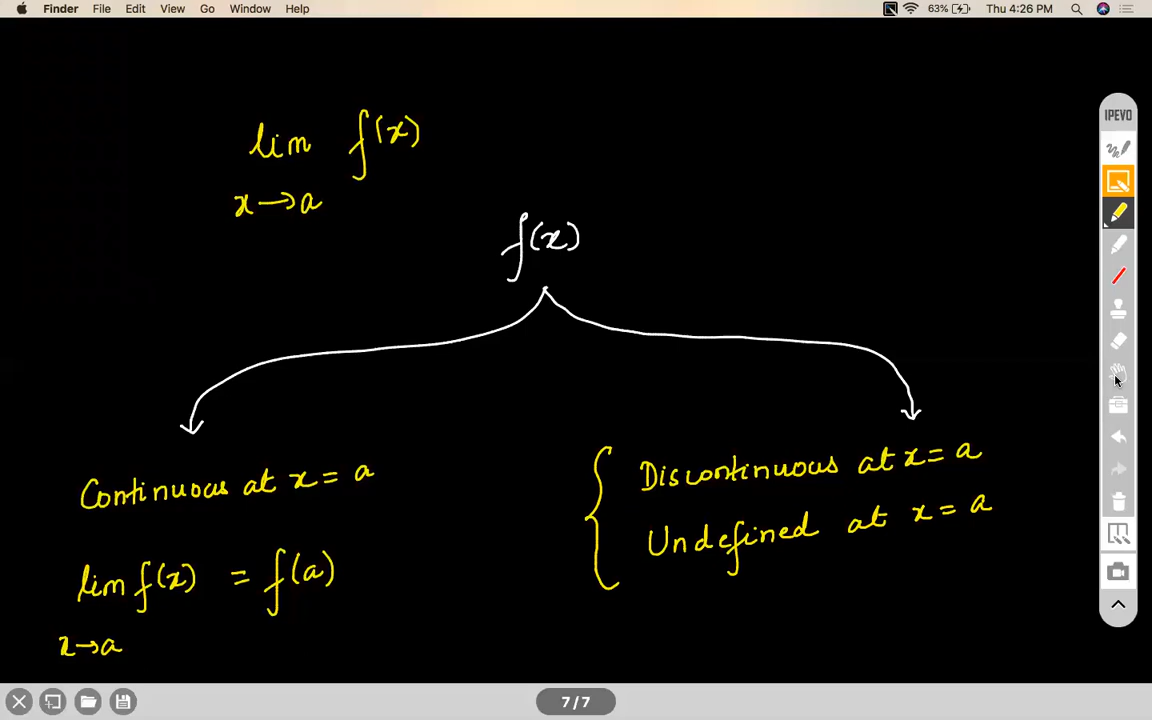 Finder File Edit View Go Window Help 63% Thu 4:26 PM
IPEVO
lim f(x)
x→a
f(x)
Continuous at x = a
lim f(x) = f(a)
x→a
Discontinuous at x = a
Undefined at x = a
7/7